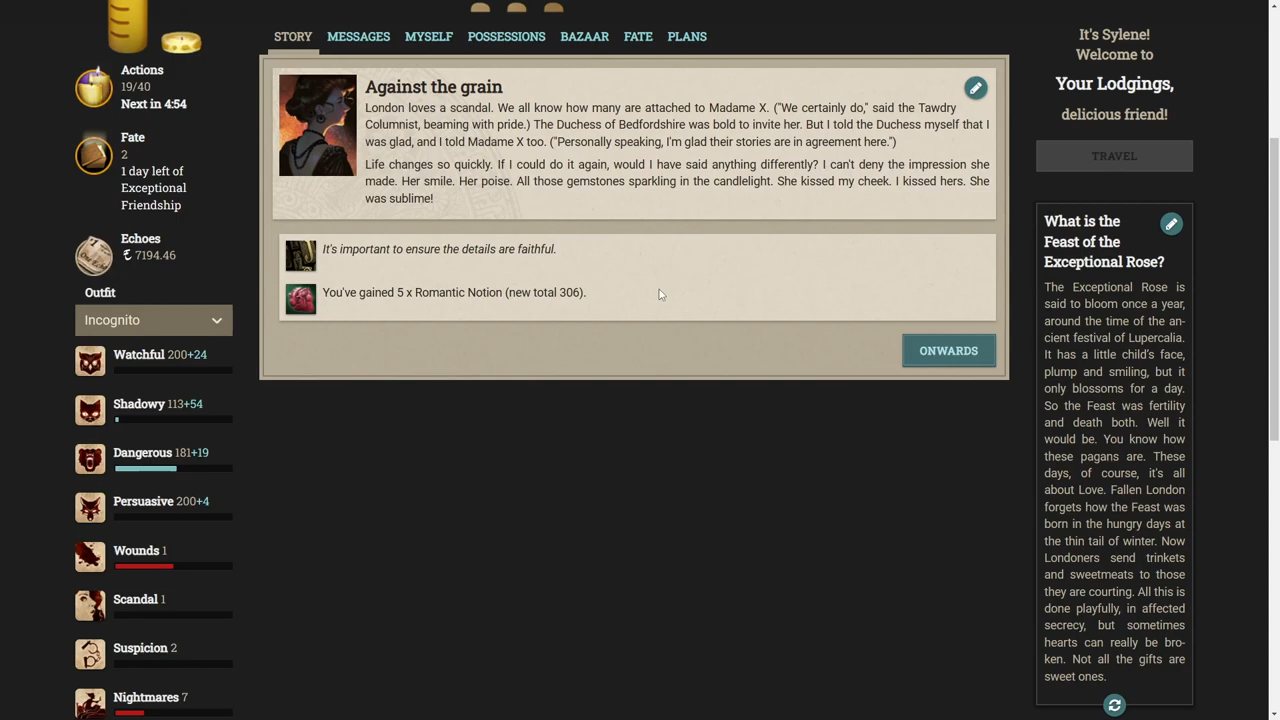 STORY MESSAGES MYSELF POSSESSIONS BAZAAR FATE PLANS
Actions
19/40
Next in 4:54
Fate
2
1 day left of
Exceptional
Friendship
Echoes
7194.46
Outfit
Incognito
Watchful 200+24
Shadowy 113+54
Dangerous 181+19
Persuasive 200+4
Wounds 1
Scandal 1
Suspicion 2
Nightmares 7
Against the grain
London loves a scandal. We all know how many are attached to Madame X. ("We certainly do," said the Tawdry
Columnist, beaming with pride.) The Duchess of Bedfordshire was bold to invite her. But I told the Duchess myself that I
was glad, and I told Madame X too. ("Personally speaking, I'm glad their stories are in agreement here.")
Life changes so quickly. If I could do it again, would I have said anything differently? I can't deny the impression she
made. Her smile. Her poise. All those gemstones sparkling in the candlelight. She kissed my cheek. I kissed hers. She
was sublime!
It's important to ensure the details are faithful.
You've gained 5 x Romantic Notion (new total 306).
ONWARDS
It's Sylene!
Welcome to
Your Lodgings,
delicious friend!
TRAVEL
What is the
Feast of the
Exceptional Rose?
The Exceptional Rose is
said to bloom once a year,
around the time of the an-
cient festival of Lupercalia.
It has a little child's face,
plump and smiling, but it
only blossoms for a day.
So the Feast was fertility
and death both. Well it
would be. You know how
these pagans are. These
days, of course, it's all
about Love. Fallen London
forgets how the Feast was
born in the hungry days at
the thin tail of winter. Now
Londoners send trinkets
and sweetmeats to those
they are courting. All this is
done playfully, in affected
secrecy, but sometimes
hearts can really be bro-
ken. Not all the gifts are
sweet ones.